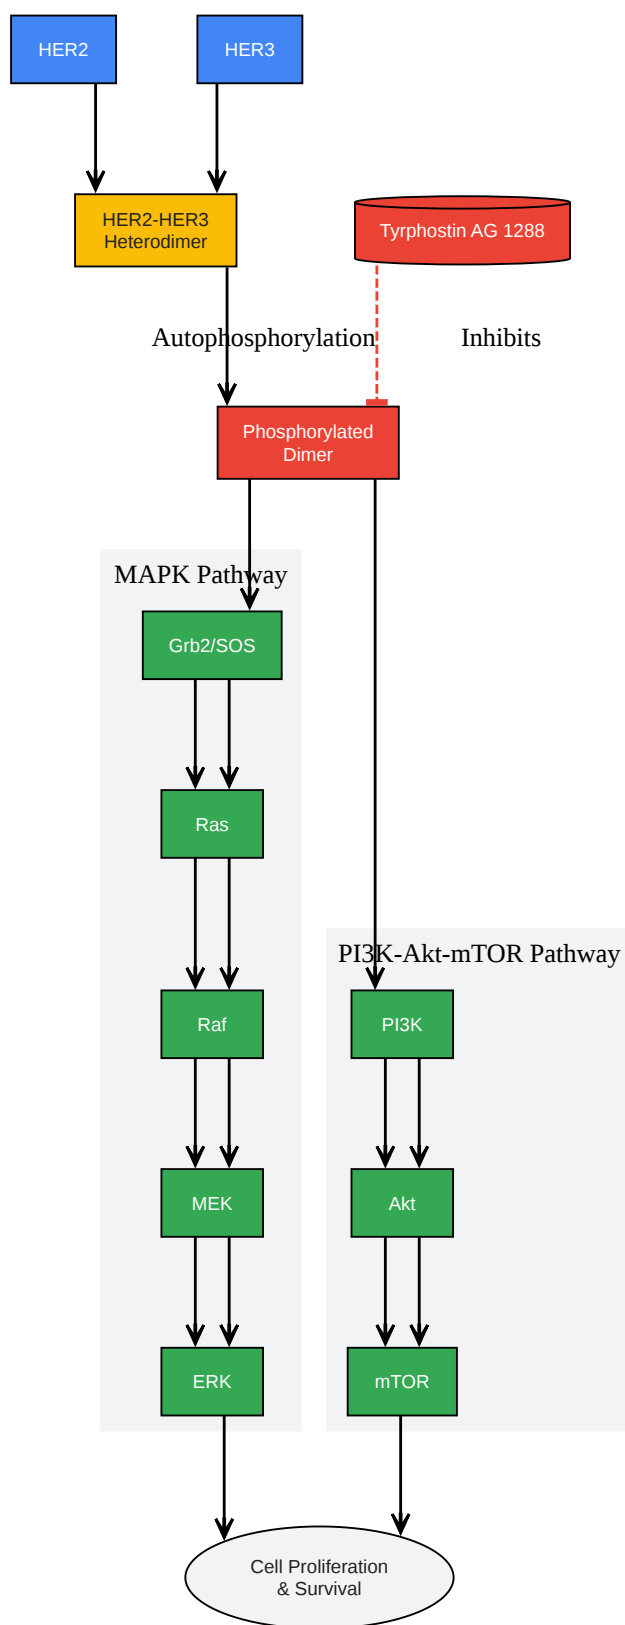 HER2
HER3
HER2-HER3
Heterodimer
Tyrphostin AG 1288
Autophosphorylation
Inhibits
Phosphorylated
Dimer
MAPK Pathway
Grb2/SOS
Ras
PI3K-Akt-mTOR Pathway
Raf
PI3K
MEK
Akt
ERK
mTOR
Cell Proliferation
& Survival